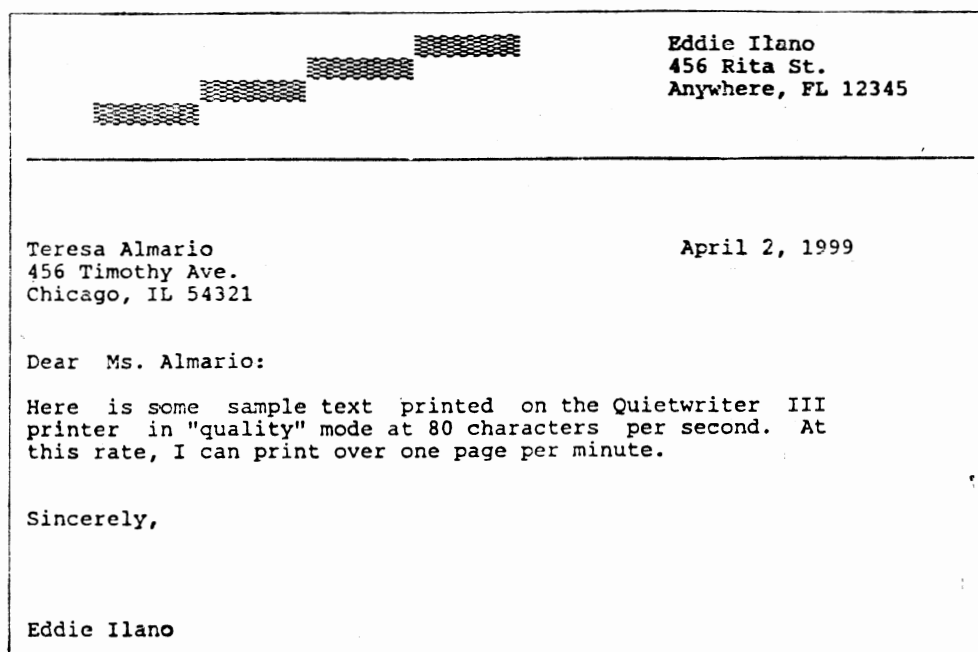 Eddie Ilano
456 Rita St.
Anywhere, FL 12345
Teresa Almario
April 2, 1999
456 Timothy Ave.
Chicago, IL 54321
Dear  Ms. Almario:
Here  is some  sample text  printed  on the Quietwriter  III
printer  in "quality" mode at 80 characters  per second.  At
this rate, I can print over one page per minute.
Sincerely,
Eddie Ilano